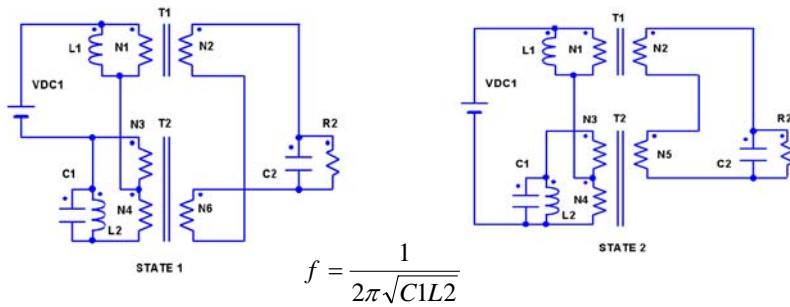 T1
L1
N1
N2
VDC1
N3
T2
R2
C1
C2
N4
L2
N6
STATE 1
T1
L1
N1
N2
VDC1
N3
T2
R2
C1
N5
C2
N4
L2
STATE 2
f = 1 / 2π√C1L2